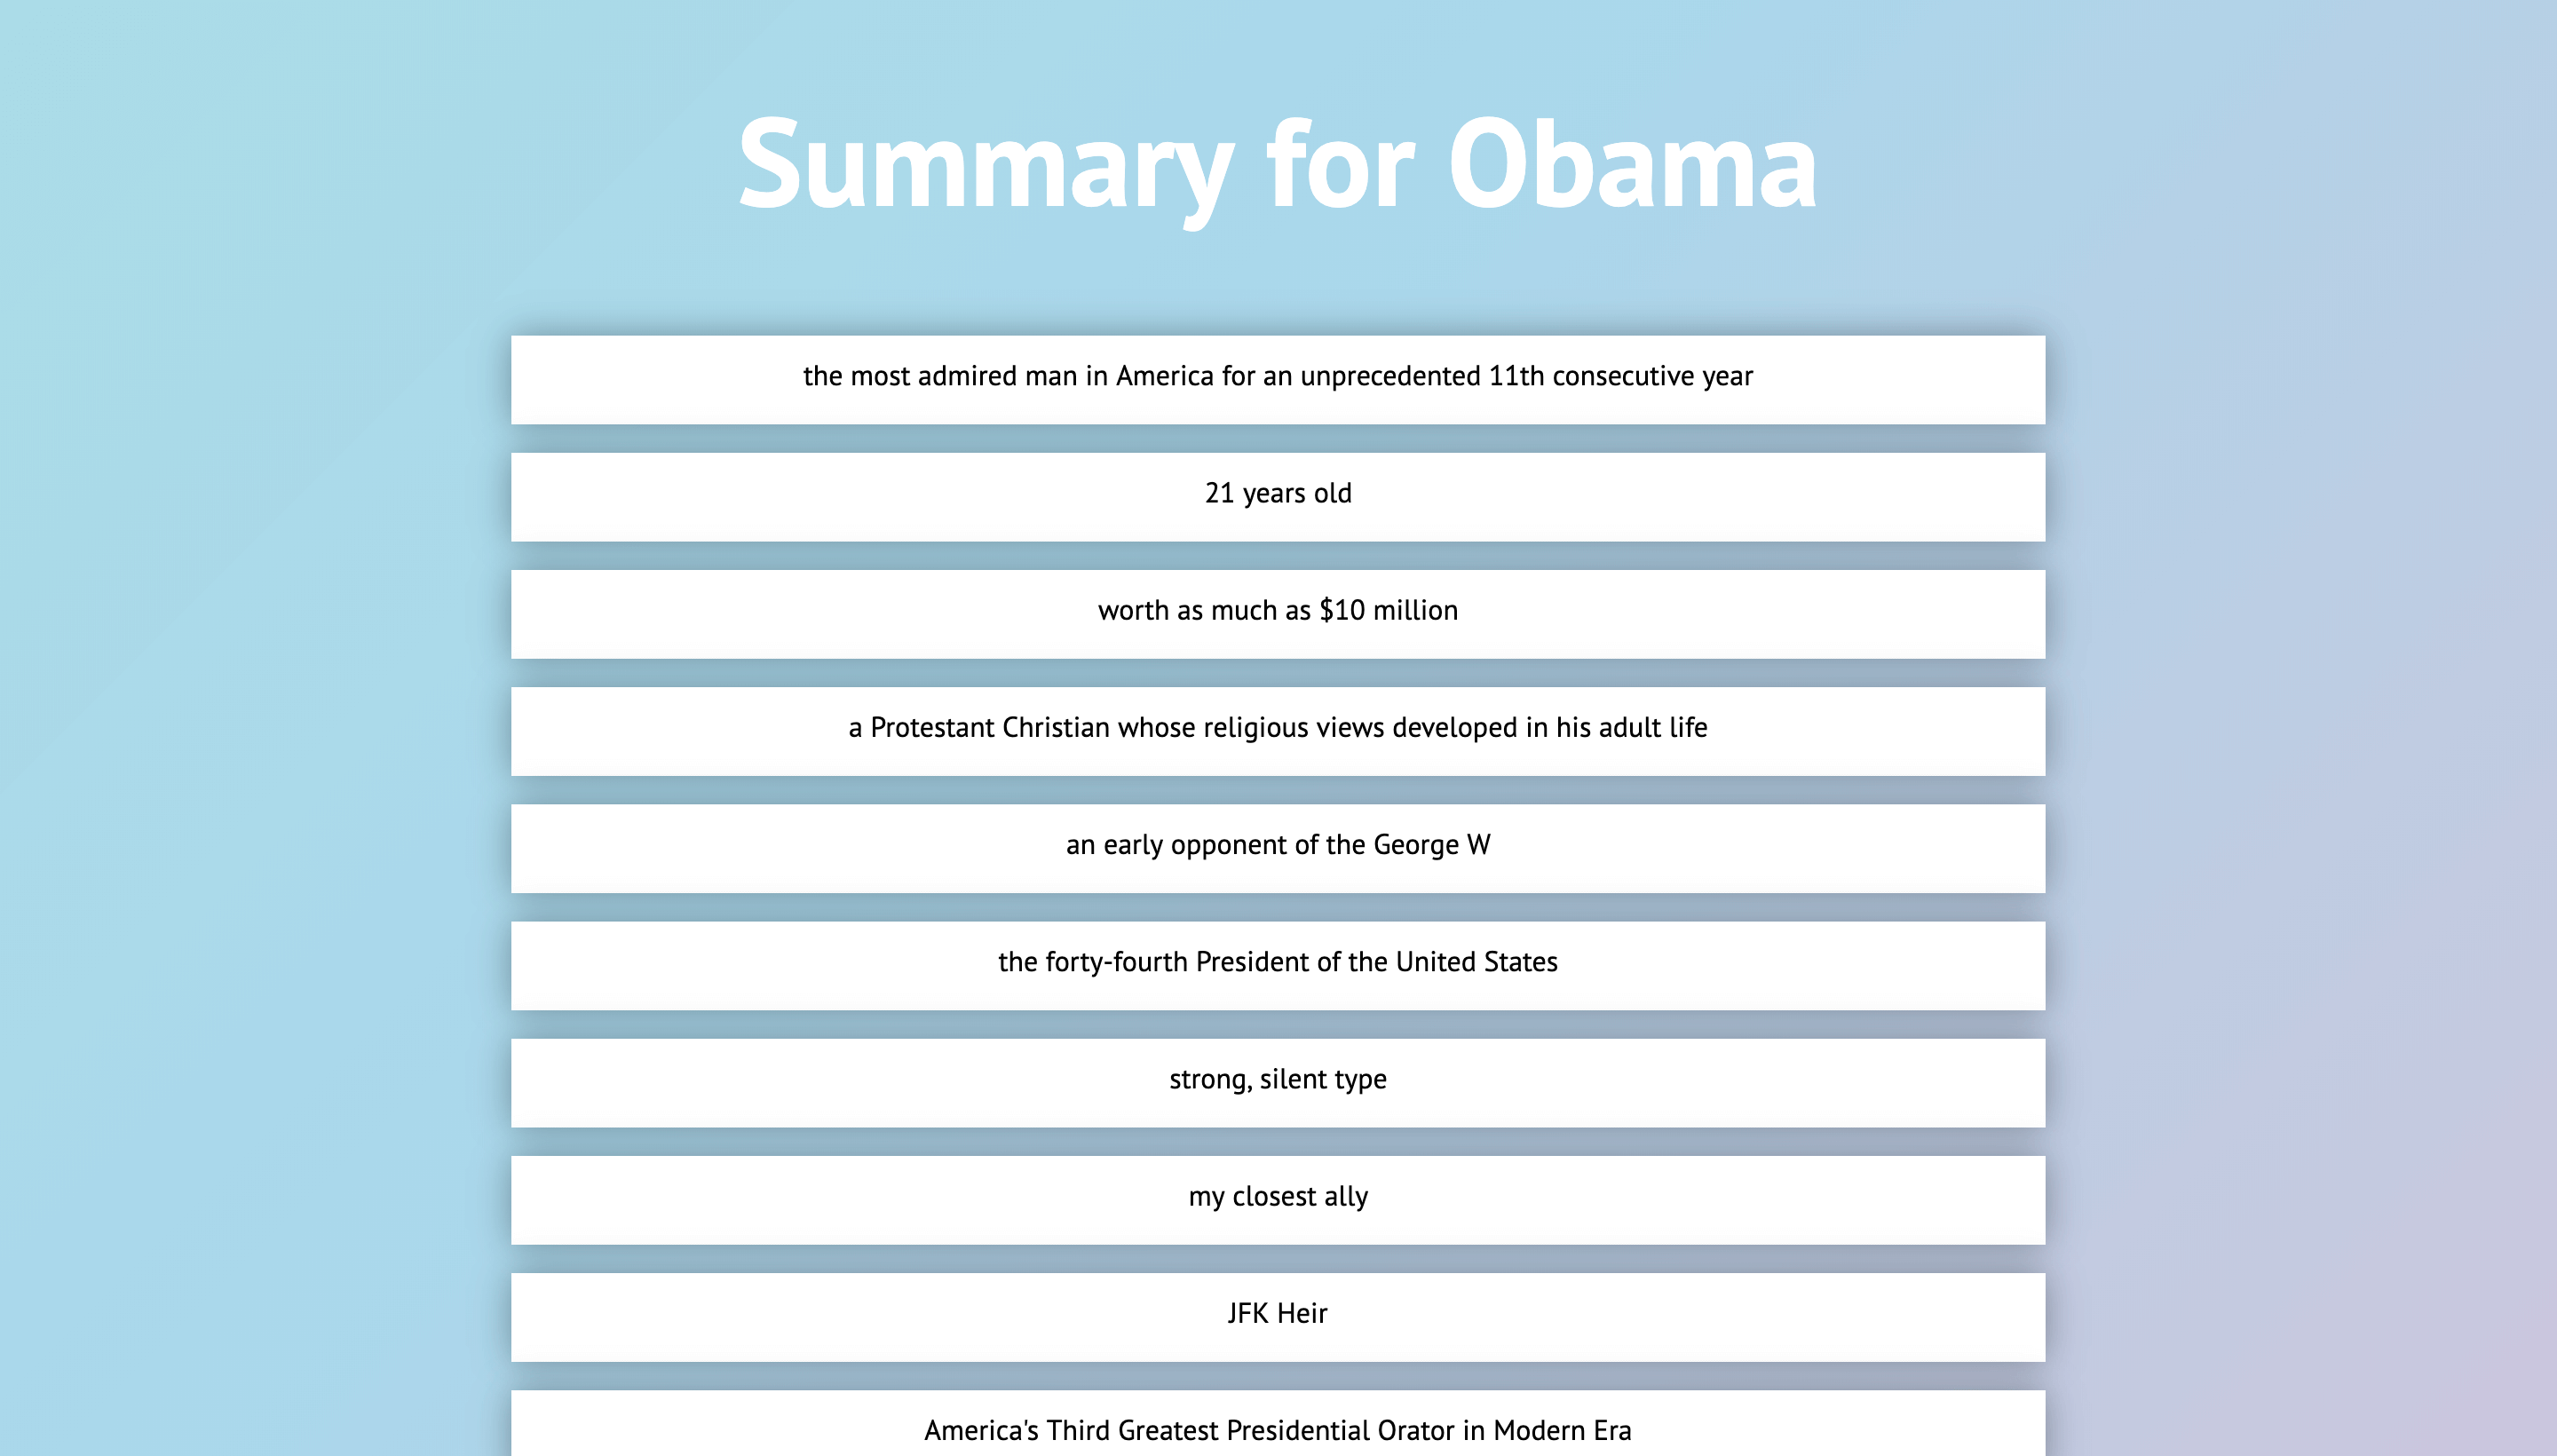 Summary for Obama
the most admired man in America for an unprecedented 11th consecutive year
21 years old
worth as much as $10 million
a Protestant Christian whose religious views developed in his adult life
an early opponent of the George W
the forty-fourth President of the United States
strong, silent type
my closest ally
JFK Heir
America's Third Greatest Presidential Orator in Modern Era